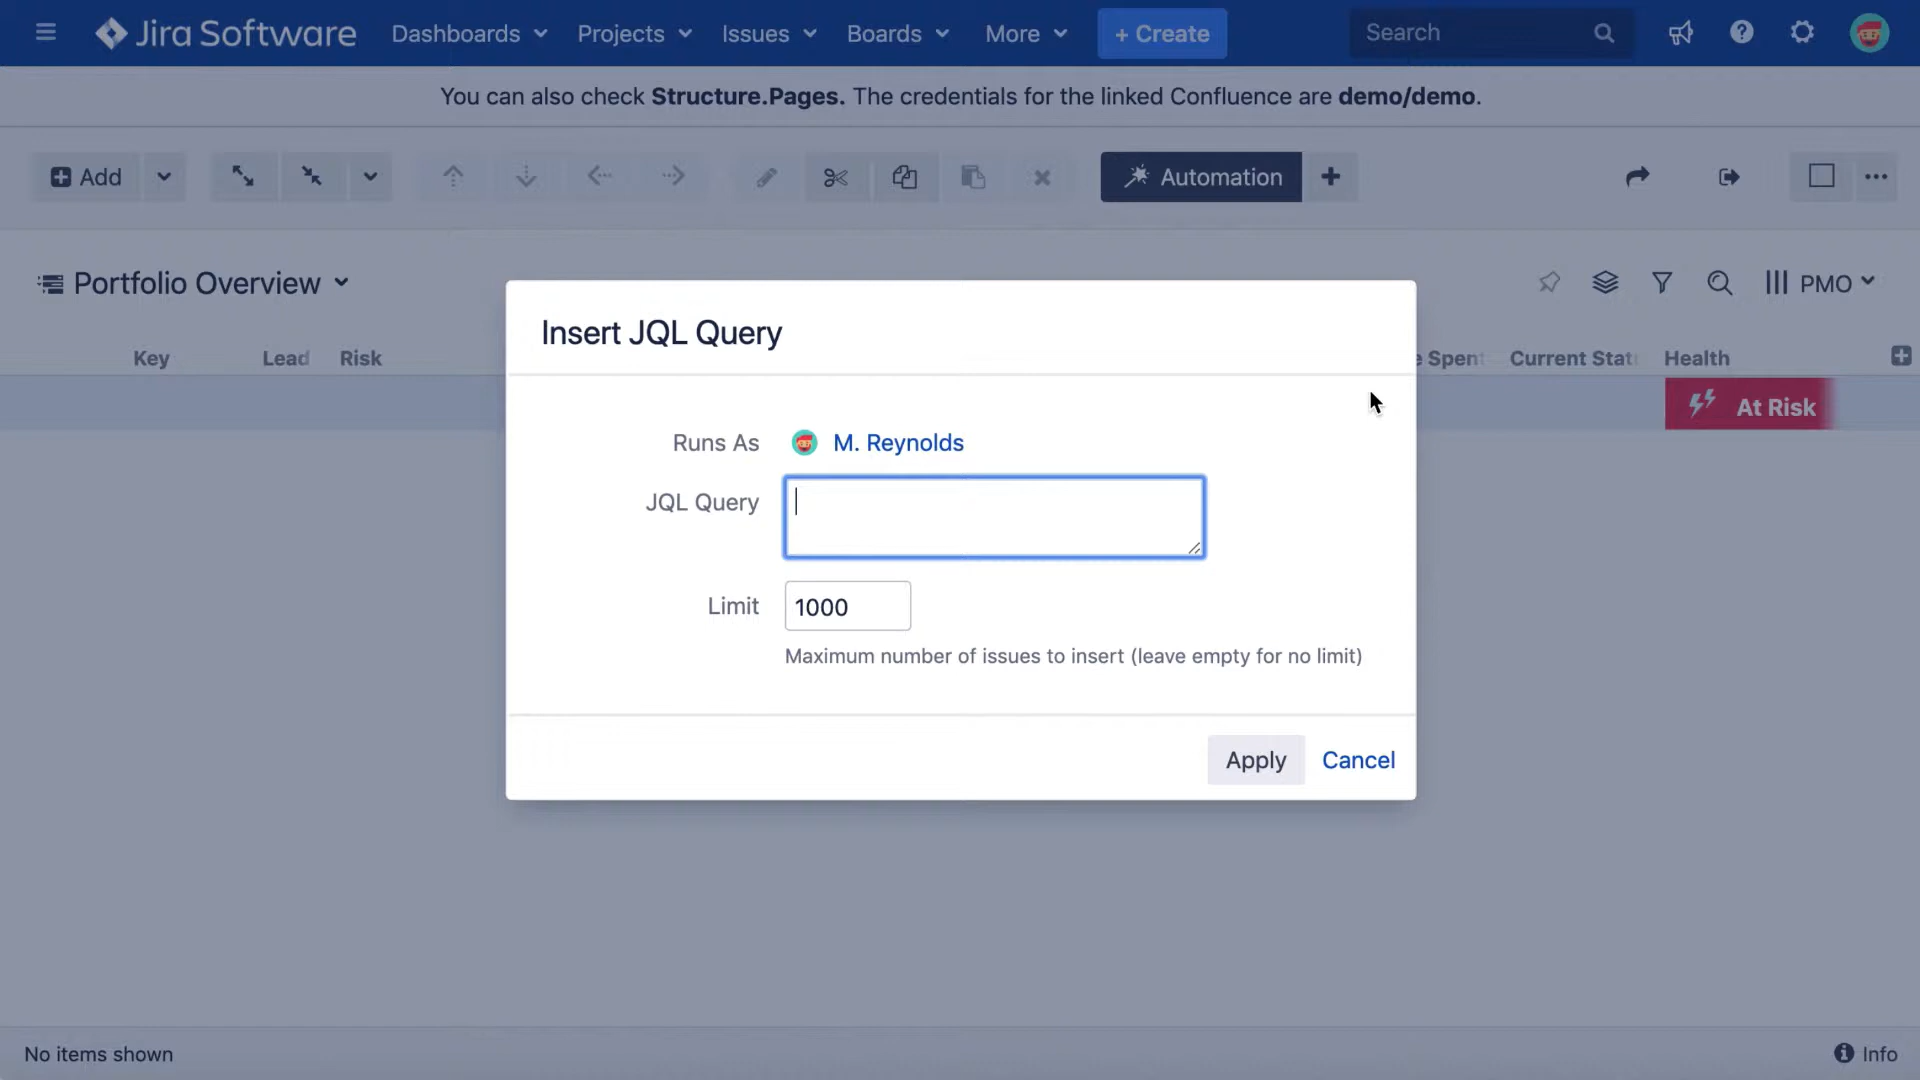 Jira Software Dashboards Projects Issues Boards More + Create Search
You can also check Structure.Pages. The credentials for the linked Confluence are demo/demo.
Add Automation
Portfolio Overview PMO
Key Lead Risk e Spent Current Stat Health
At Risk
Insert JQL Query
Runs As M. Reynolds
JQL Query
Limit 1000
Maximum number of issues to insert (leave empty for no limit)
Apply Cancel
No items shown Info